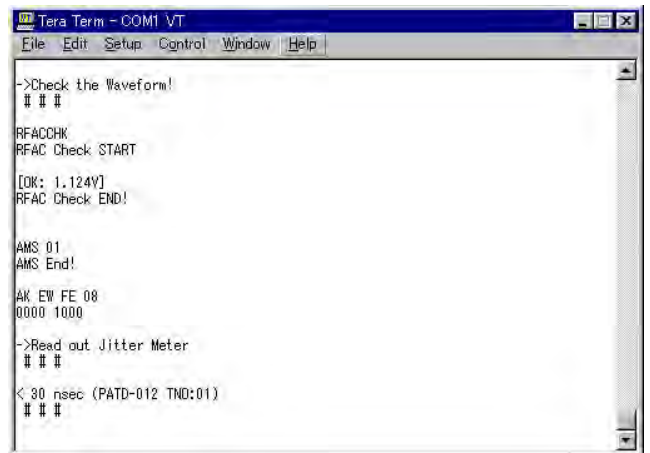 Tera Term - COM1 VT
File Edit Setup Control Window Help
->Check the Waveform!
# # #
RFACCHK
RFAC Check START
[OK: 1.124V]
RFAC Check END!
AMS 01
AMS End!
AK EW FE 08
0000 1000
->Read out Jitter Meter
# # #
< 30 nsec (PATD-012 TND:01)
# # #